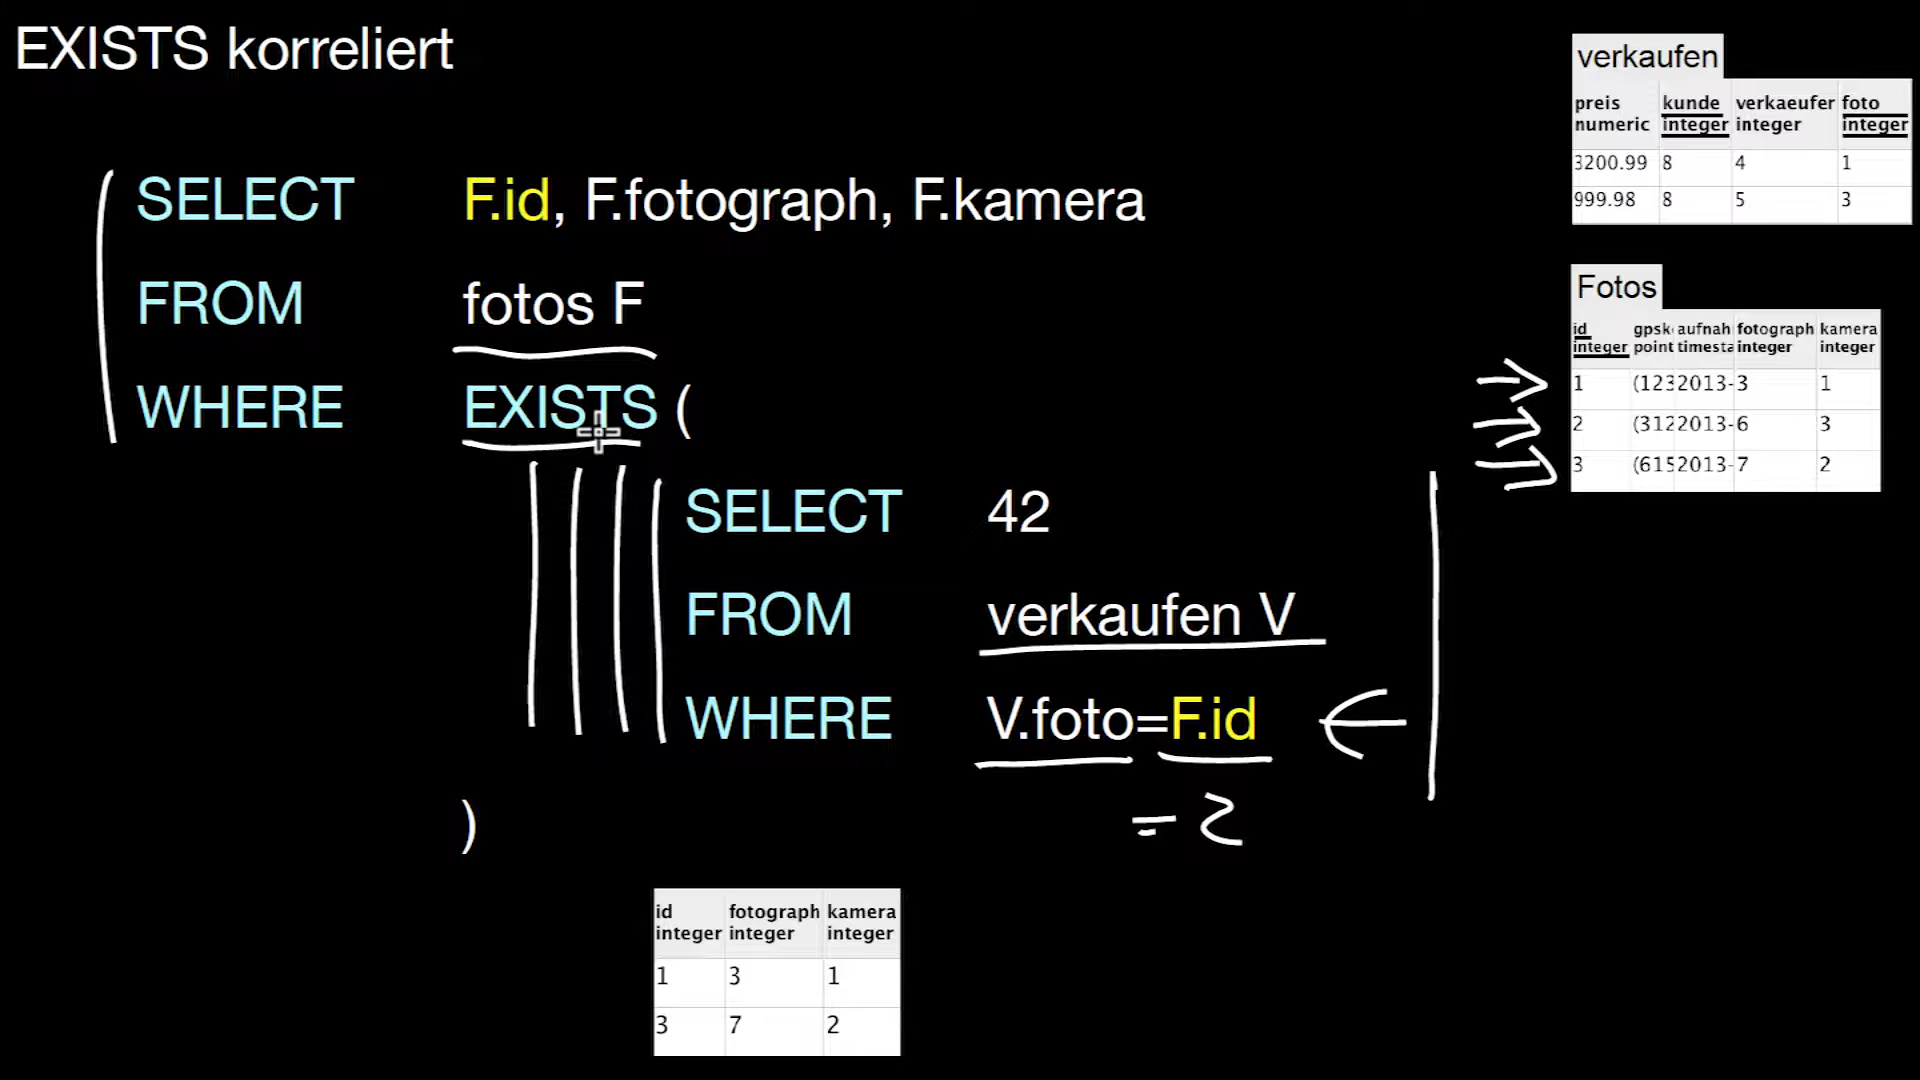 EXISTS korreliert
SELECT F.id, F.fotograph, F.kamera
FROM fotos F
WHERE EXISTS (
SELECT 42
FROM verkaufen V
WHERE V.foto=F.id
= 2
)
verkaufen
preis kunde verkaeufer foto
numeric integer integer integer
3200.99 8 4 1
999.98 8 5 3
Fotos
id gpsk aufnah fotograph kamera
integer point timesta integer integer
1 (123 2013- 3 1
2 (312 2013- 6 3
3 (615 2013- 7 2
id fotograph kamera
integer integer integer
1 3 1
3 7 2